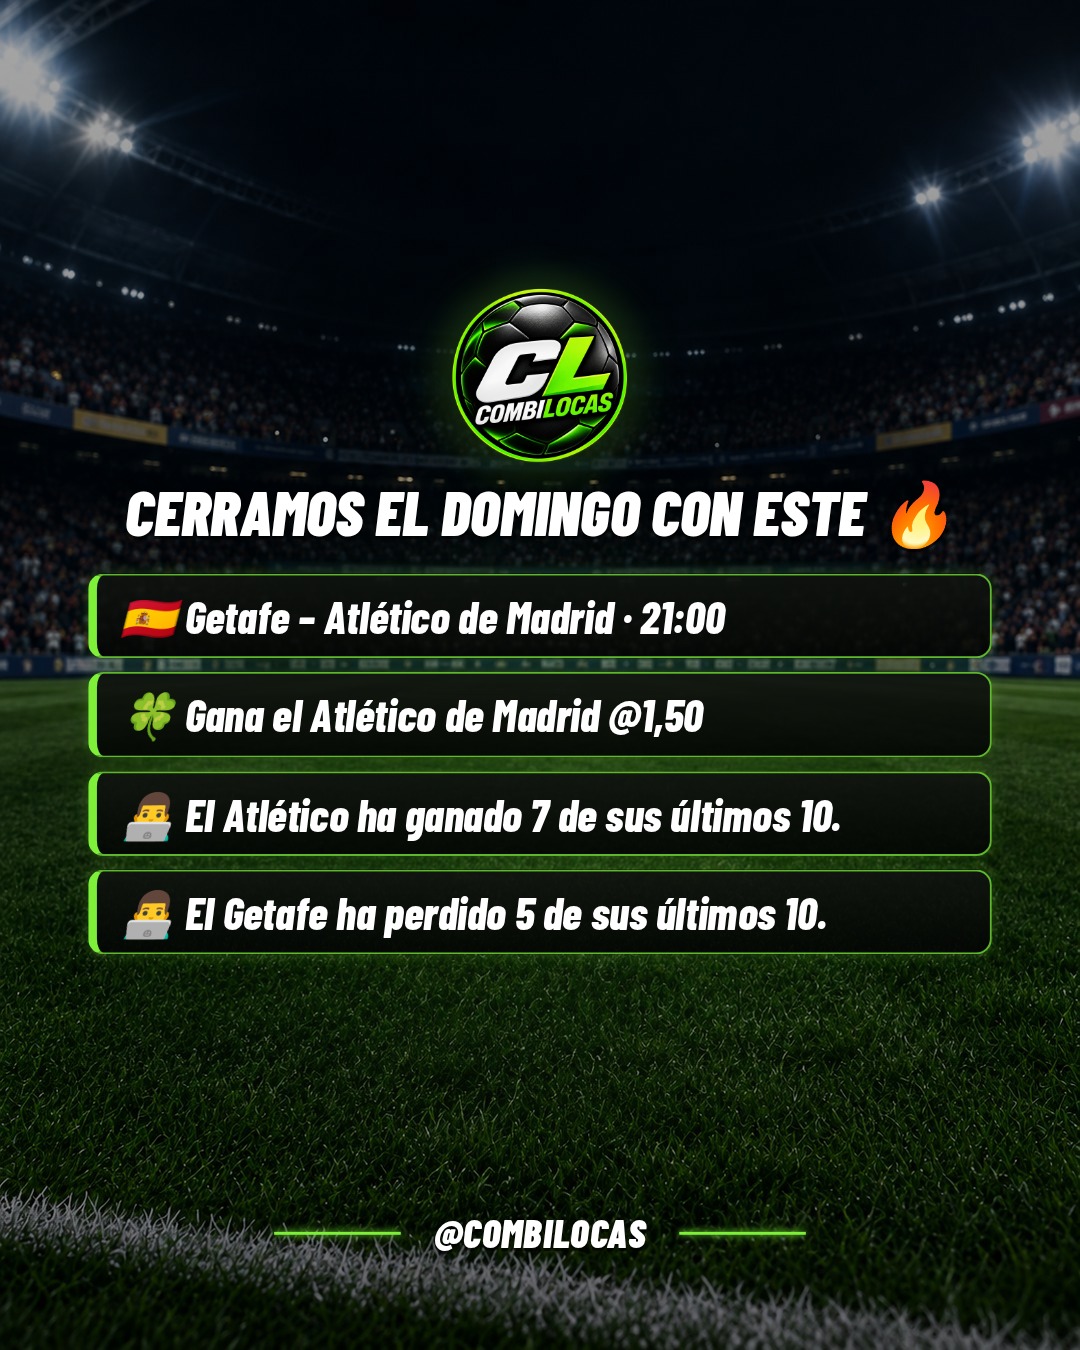 CL
COMBILOCAS
CERRAMOS EL DOMINGO CON ESTE 🔥
🇪🇸 Getafe - Atlético de Madrid · 21:00
🍀 Gana el Atlético de Madrid @1,50
👨‍💻 El Atlético ha ganado 7 de sus últimos 10.
👨‍💻 El Getafe ha perdido 5 de sus últimos 10.
@COMBILOCAS